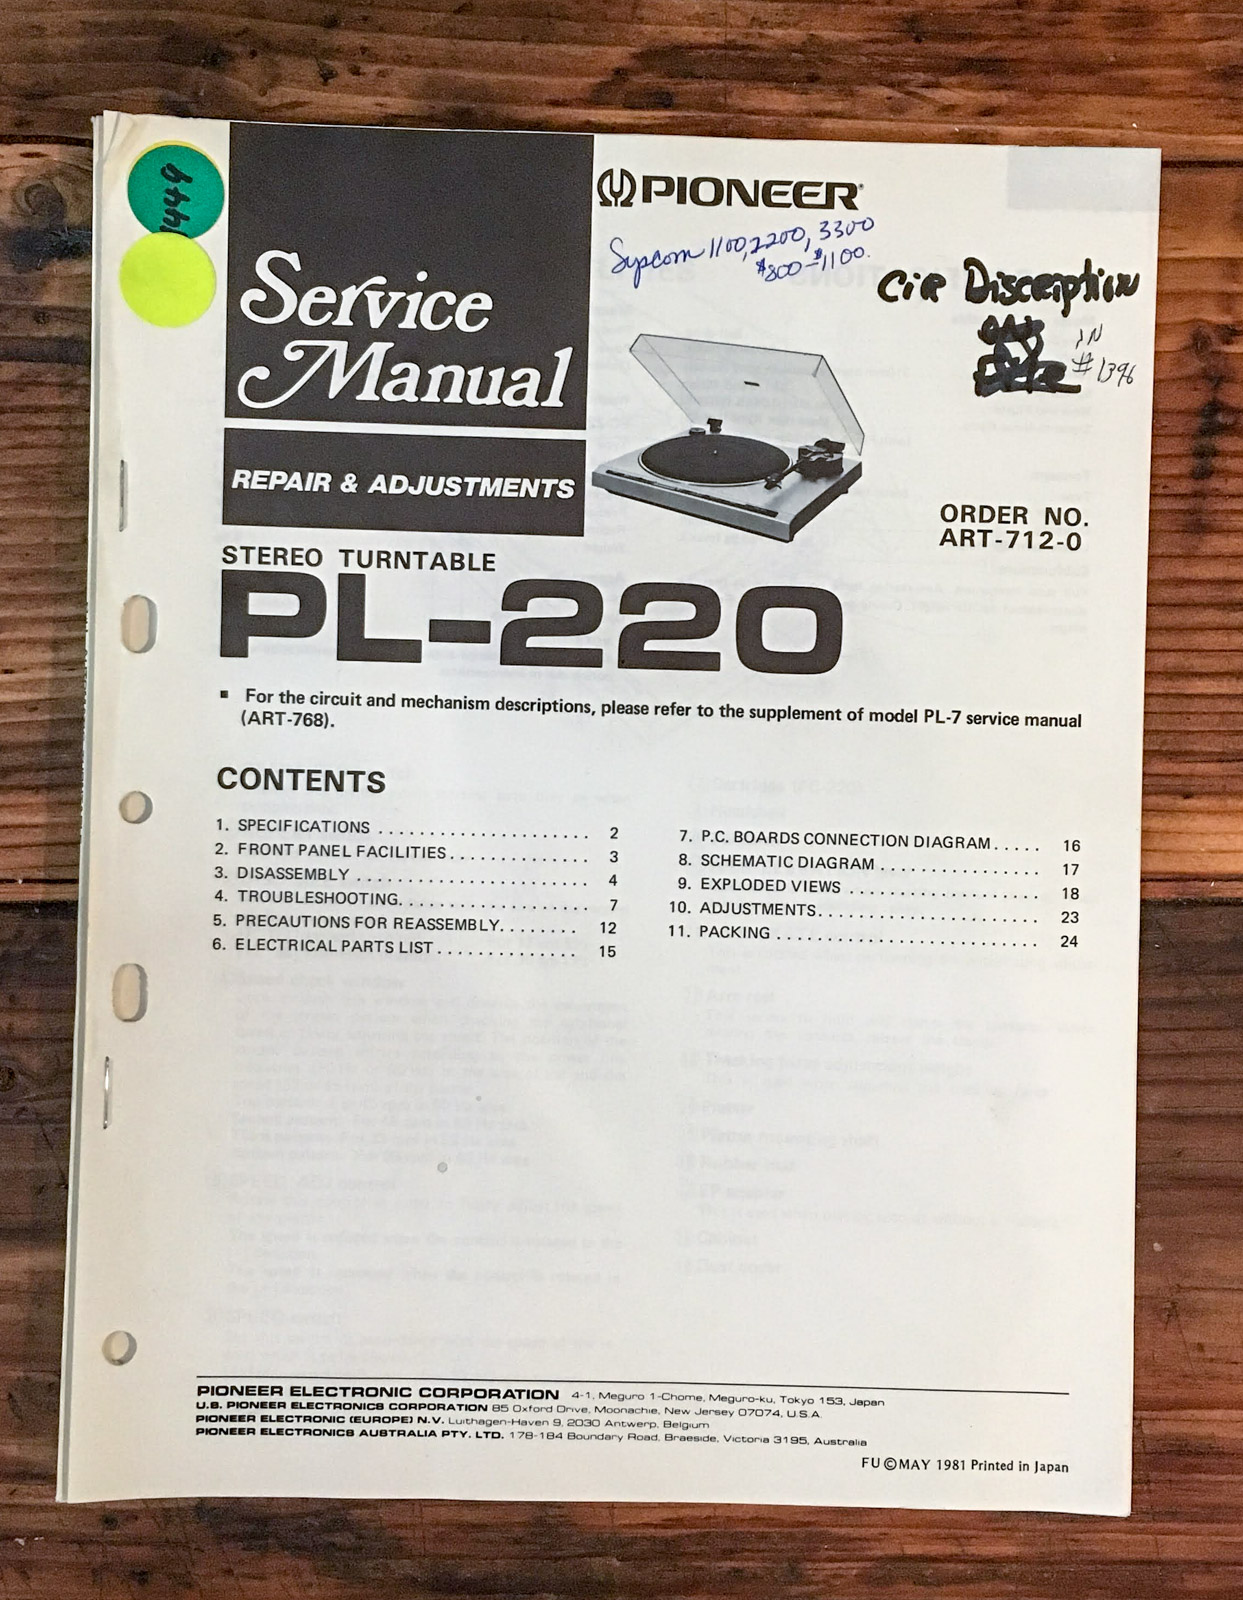 PIONEER
Syscom 1100, 2200, 3300
$800-$1100.
CiR Discription
IN
#1396
Service
Manual
REPAIR & ADJUSTMENTS
ORDER NO.
ART-712-0
STEREO TURNTABLE
PL-220
▪ For the circuit and mechanism descriptions, please refer to the supplement of model PL-7 service manual
(ART-768).
CONTENTS
1. SPECIFICATIONS ..................... 2
2. FRONT PANEL FACILITIES.............. 3
3. DISASSEMBLY ....................... 4
4. TROUBLESHOOTING................... 7
5. PRECAUTIONS FOR REASSEMBLY........ 12
6. ELECTRICAL PARTS LIST.............. 15
7. P.C. BOARDS CONNECTION DIAGRAM..... 16
8. SCHEMATIC DIAGRAM................ 17
9. EXPLODED VIEWS ................... 18
10. ADJUSTMENTS...................... 23
11. PACKING .......................... 24
PIONEER ELECTRONIC CORPORATION 4-1, Meguro 1-Chome, Meguro-ku, Tokyo 153, Japan
U.S. PIONEER ELECTRONICS CORPORATION 85 Oxford Drive, Moonachie, New Jersey 07074, U.S.A.
PIONEER ELECTRONIC (EUROPE) N.V. Luithagen-Haven 9, 2030 Antwerp, Belgium
PIONEER ELECTRONICS AUSTRALIA PTY. LTD. 178-184 Boundary Road, Braeside, Victoria 3195, Australia
FU ©MAY 1981 Printed in Japan